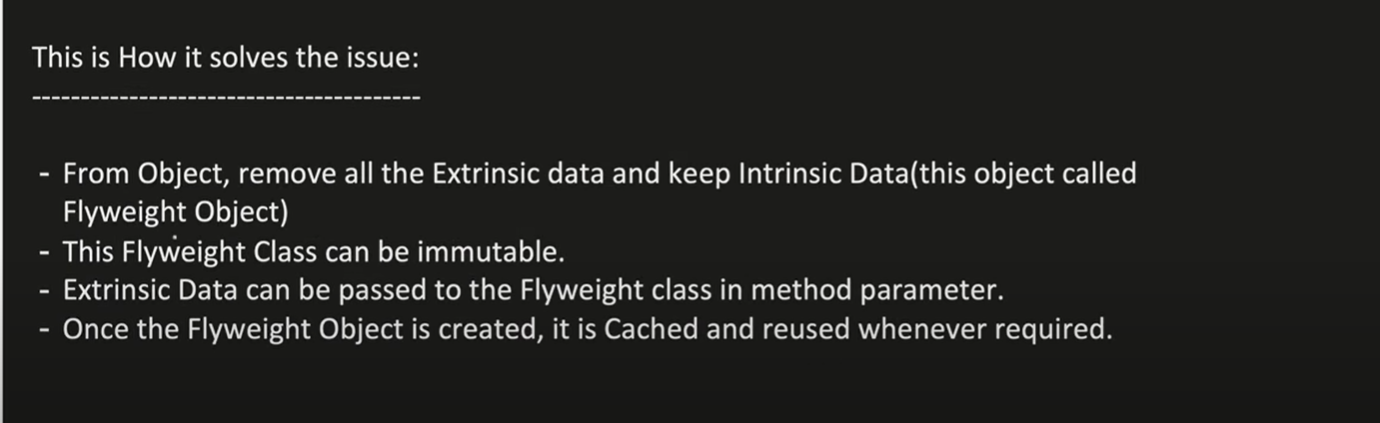 This is How it solves the issue:
----------------------------------------
- From Object, remove all the Extrinsic data and keep Intrinsic Data(this object called
Flyweight Object)
- This Flyweight Class can be immutable.
- Extrinsic Data can be passed to the Flyweight class in method parameter.
- Once the Flyweight Object is created, it is Cached and reused whenever required.